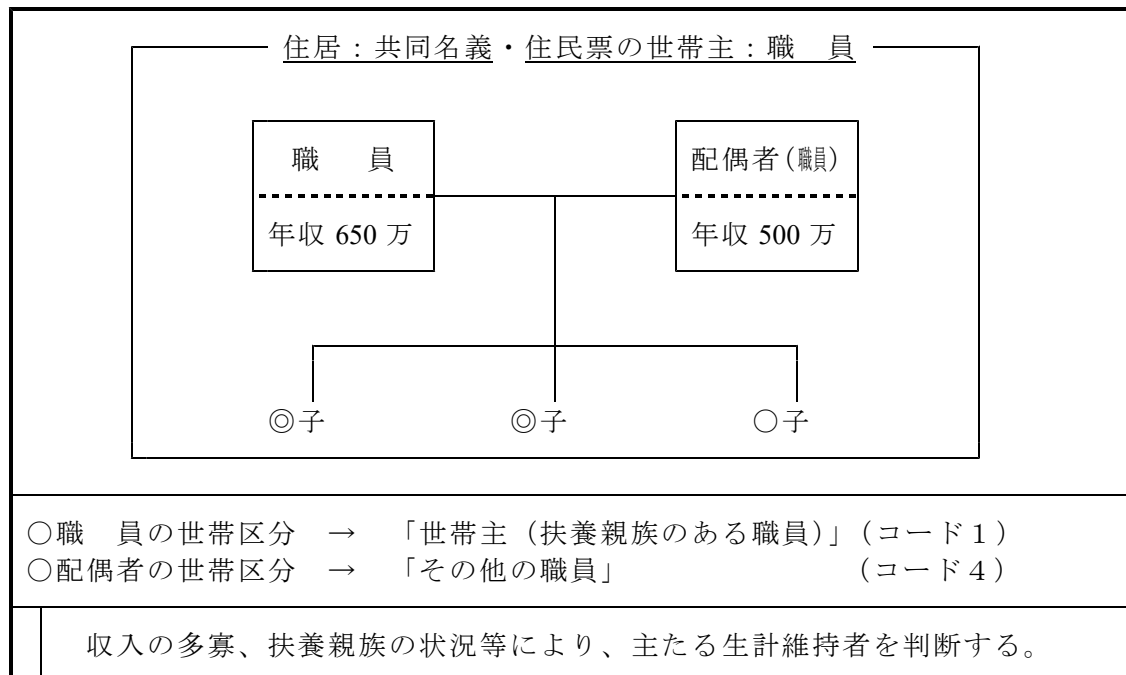 住居：共同名義・住民票の世帯主：職　員
職　員
配偶者(職員)
年収 650 万
年収 500 万
◎子
◎子
○子
○職　員の世帯区分　→　「世帯主（扶養親族のある職員）」（コード１）
○配偶者の世帯区分　→　「その他の職員」　（コード４）
収入の多寡、扶養親族の状況等により、主たる生計維持者を判断する。